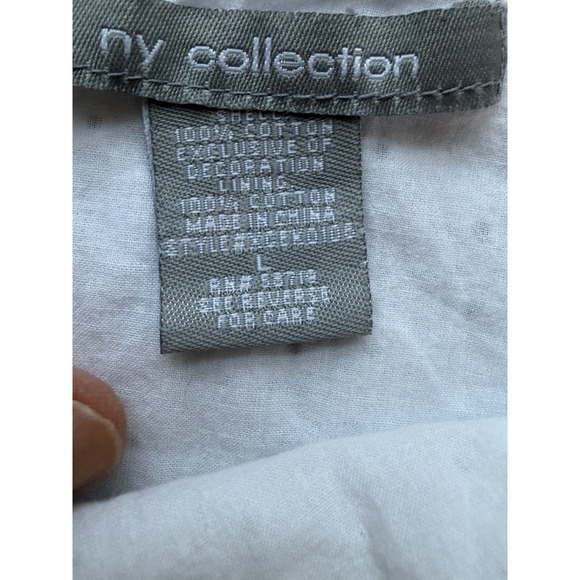 ny collection
100% COTTON
EXCLUSIVE OF
DECORATION
LINING
100% COTTON
MADE IN CHINA
L
SEE REVERSE
FOR CARE